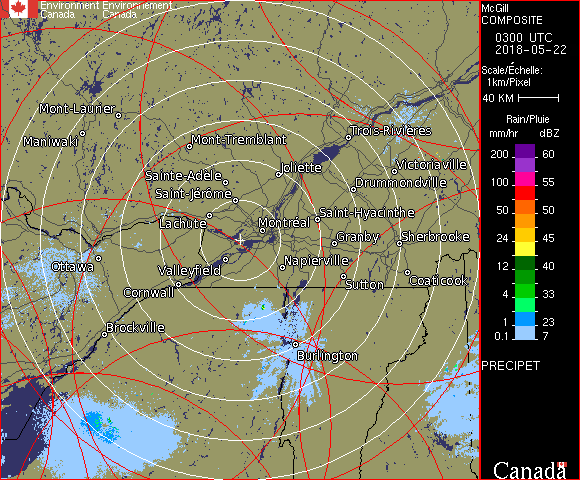 Environment Environnement
Canada Canada
McGill
COMPOSITE
0300 UTC
2018-05-22
Scale/Échelle:
1km/Pixel
40 KM
Rain/Pluie
mm/hr dBZ
200 60
150 57
100 55
50 50
24 45
12 40
4 33
1 23
0.1 7
PRECIPET
Canada
Mont-Laurier
Maniwaki
Mont-Tremblant
Trois-Rivières
Sainte-Adèle
Joliette
Victoriaville
Saint-Jérôme
Drummondville
Lachute
Montréal
Saint-Hyacinthe
Granby
Sherbrooke
Ottawa
Valleyfield
Napierville
Cornwall
Sutton
Coaticook
Brockville
Burlington